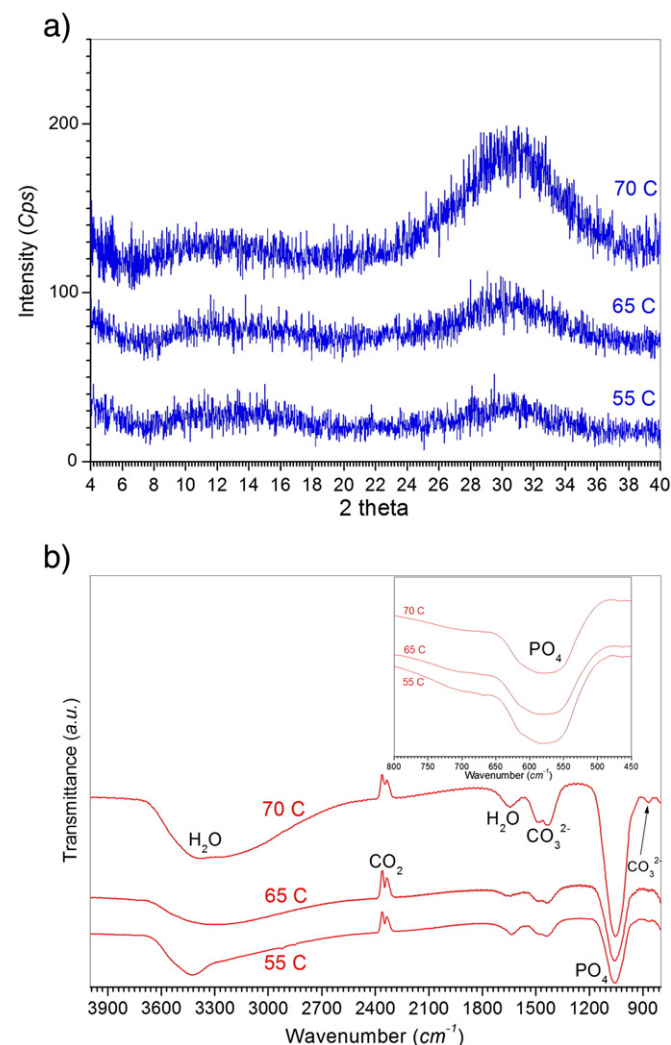 a)
200
70 C
Intensity (Cps)
100
65 C
55 C
0
4 6 8 10 12 14 16 18 20 22 24 26 28 30 32 34 36 38 40
2 theta
b)
70 C
PO₄
65 C
55 C
800 750 700 650 600 550 500 450
Wavenumber (cm⁻¹)
Transmittance (a.u.)
70 C
H₂O
H₂O
CO₃²⁻
CO₂
CO₃²⁻
65 C
55 C
PO₄
3900 3400 3200 2700 2400 2100 1800 1500 1200 900
Wavenumber (cm⁻¹)